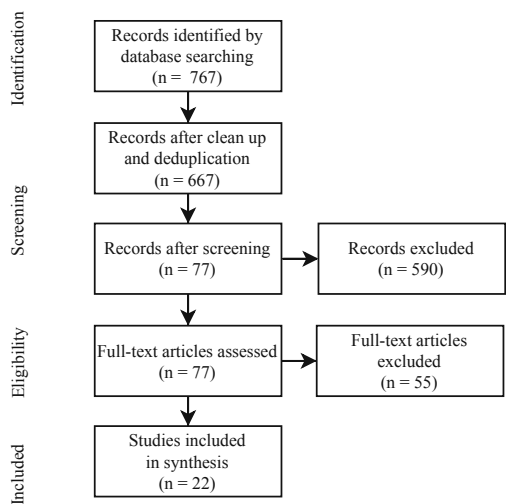 Identification
Records identified by
database searching
(n = 767)
Records after clean up
and deduplication
(n = 667)
Screening
Records after screening
(n = 77)
Records excluded
(n = 590)
Eligibility
Full-text articles assessed
(n = 77)
Full-text articles
excluded
(n = 55)
Included
Studies included
in synthesis
(n = 22)